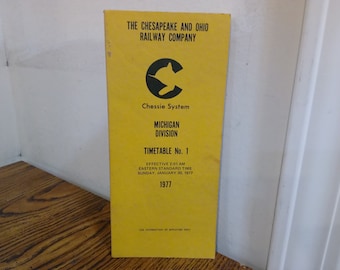 THE CHESAPEAKE AND OHIO
RAILWAY COMPANY
Chessie System
MICHIGAN
DIVISION
TIMETABLE No. 1
EFFECTIVE 2:01 AM
EASTERN STANDARD TIME
SUNDAY, JANUARY 30, 1977
1977